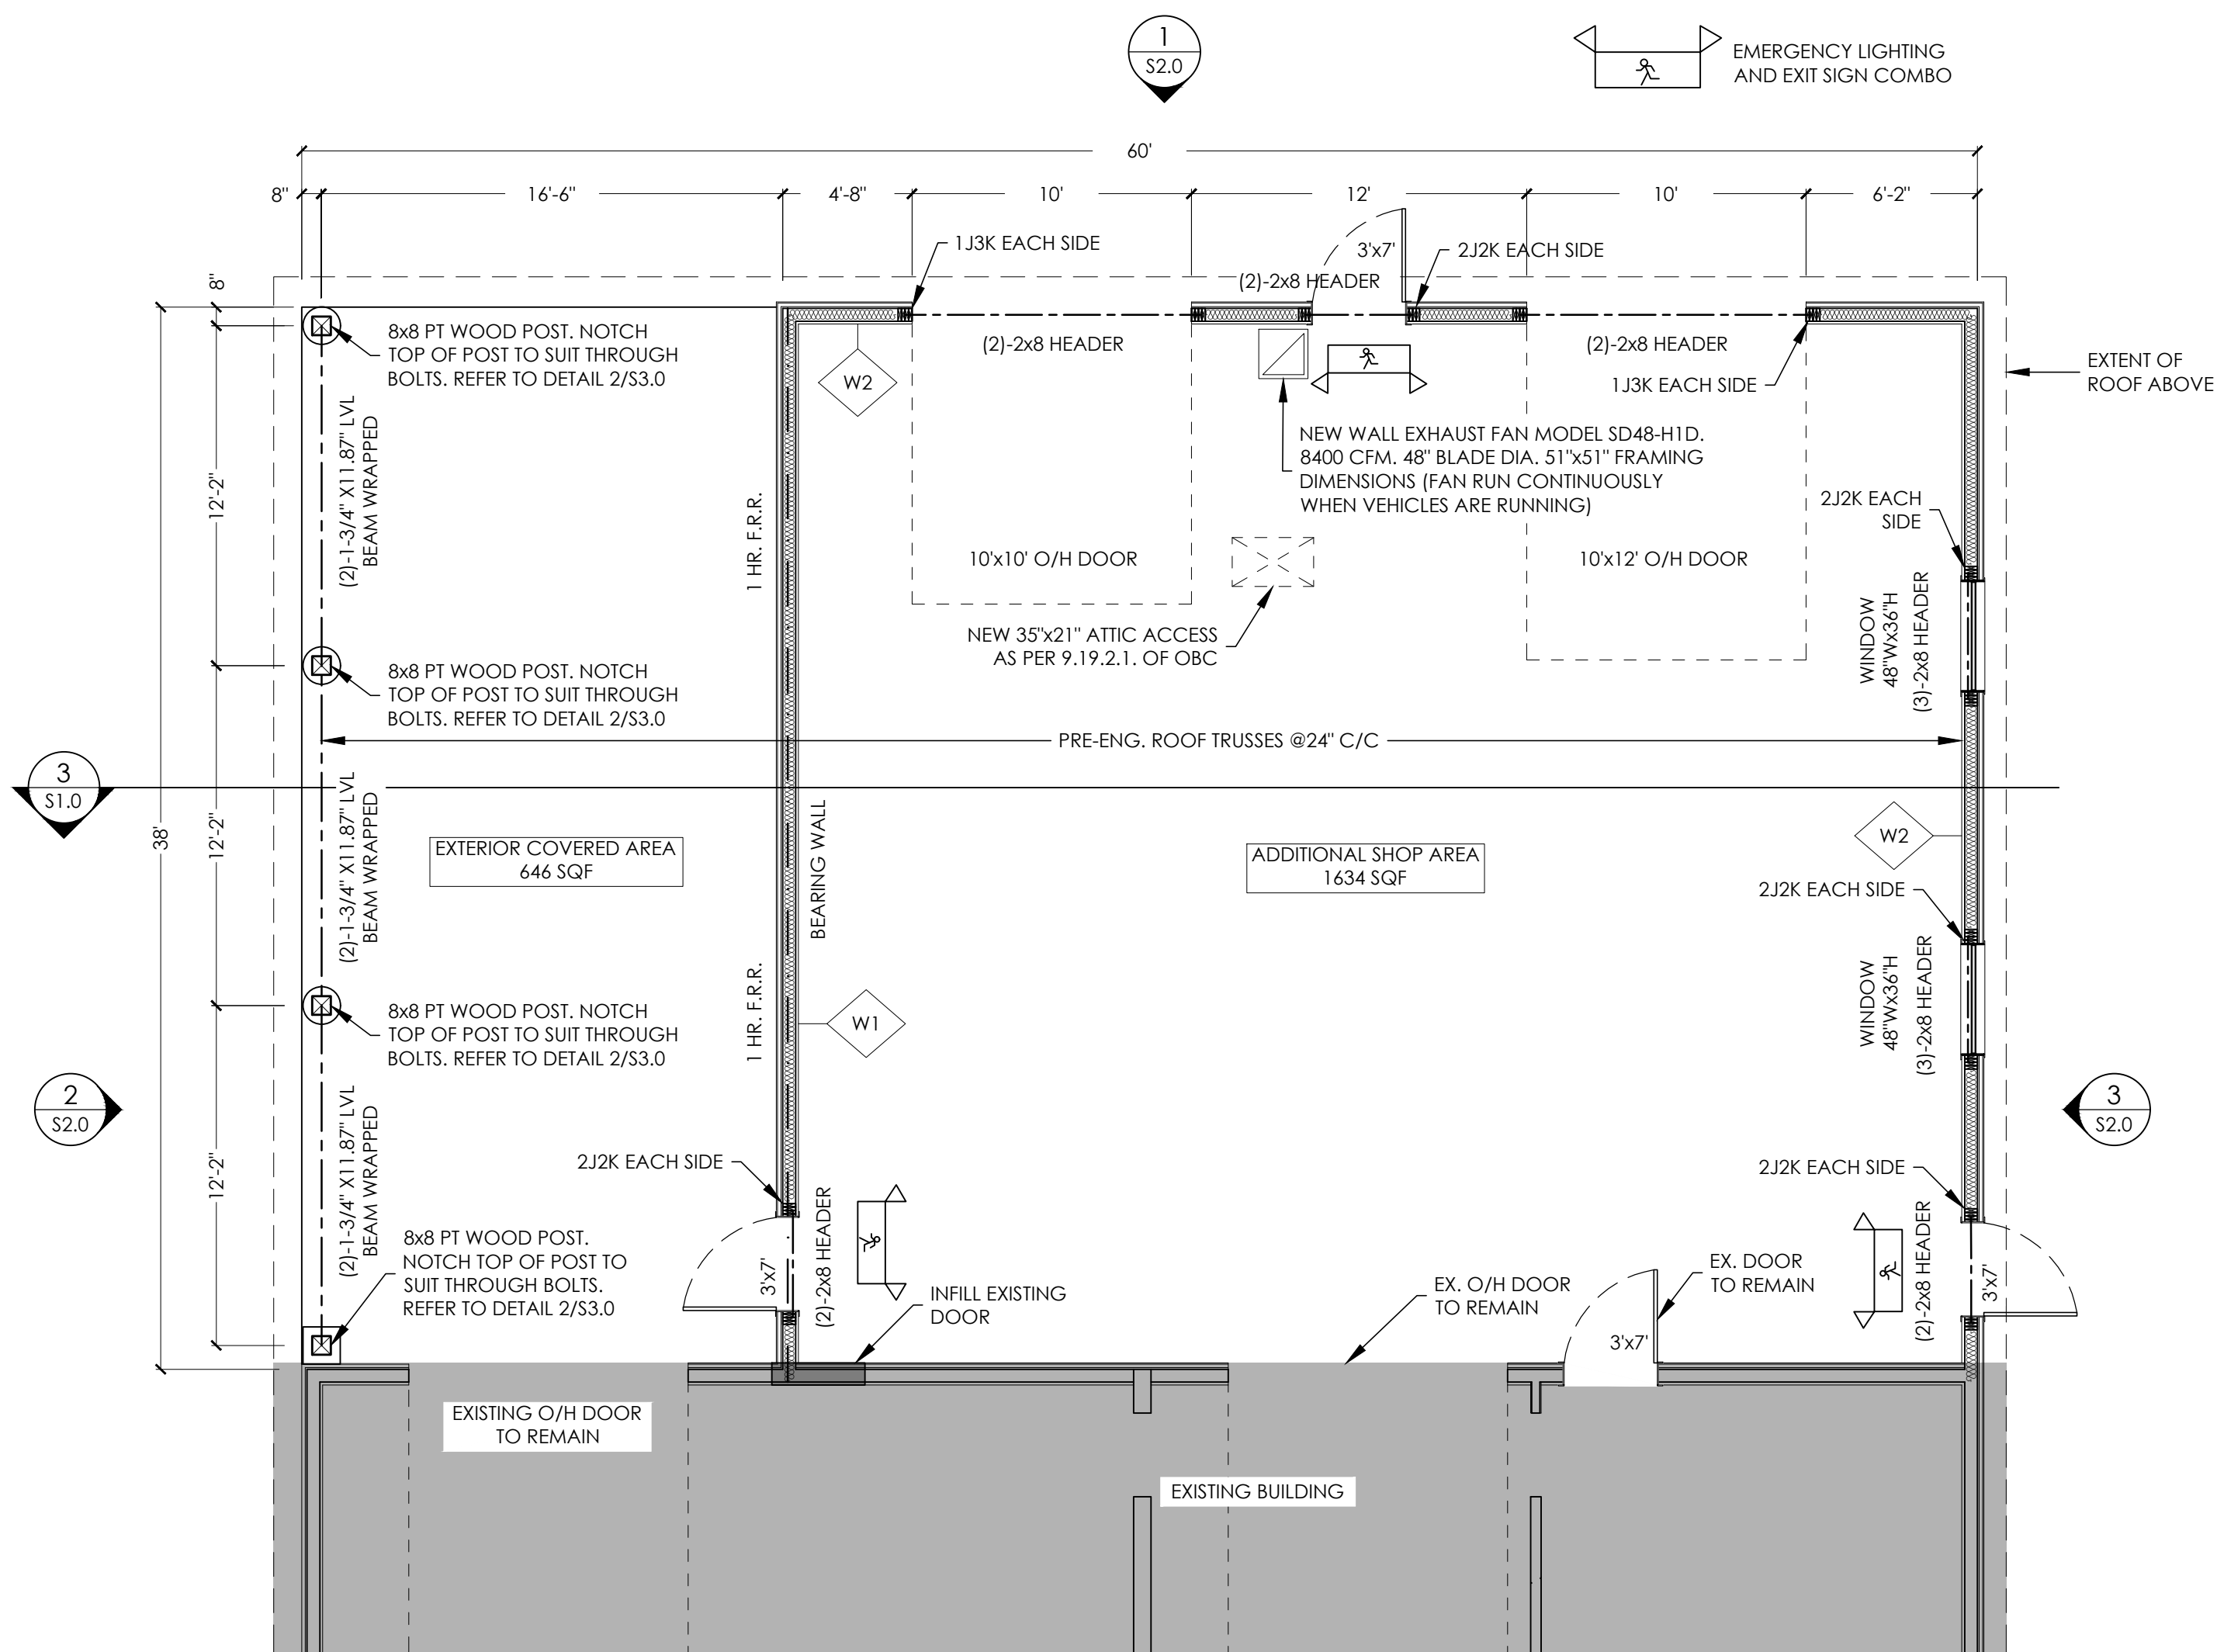 1
S2.0
EMERGENCY LIGHTING
AND EXIT SIGN COMBO
60'
8"
16'-6"
4'-8"
10'
12'
10'
6'-2"
1J3K EACH SIDE
3'x7'
2J2K EACH SIDE
(2)-2x8 HEADER
8"
8x8 PT WOOD POST. NOTCH
TOP OF POST TO SUIT THROUGH
BOLTS. REFER TO DETAIL 2/S3.0
(2)-2x8 HEADER
(2)-2x8 HEADER
W2
1J3K EACH SIDE
EXTENT OF
ROOF ABOVE
(2)-1-3/4" X11.87" LVL
BEAM WRAPPED
12'-2"
1 HR. F.R.R.
NEW WALL EXHAUST FAN MODEL SD48-H1D.
8400 CFM. 48" BLADE DIA. 51"x51" FRAMING
DIMENSIONS (FAN RUN CONTINUOUSLY
WHEN VEHICLES ARE RUNNING)
2J2K EACH
SIDE
10'x10' O/H DOOR
10'x12' O/H DOOR
NEW 35"x21" ATTIC ACCESS
AS PER 9.19.2.1. OF OBC
WINDOW
48"Wx36"H
(3)-2x8 HEADER
8x8 PT WOOD POST. NOTCH
TOP OF POST TO SUIT THROUGH
BOLTS. REFER TO DETAIL 2/S3.0
PRE-ENG. ROOF TRUSSES @24" C/C
3
S1.0
38'
12'-2"
(2)-1-3/4" X11.87" LVL
BEAM WRAPPED
EXTERIOR COVERED AREA
646 SQF
BEARING WALL
ADDITIONAL SHOP AREA
1634 SQF
W2
2J2K EACH SIDE
1 HR. F.R.R.
W1
WINDOW
48"Wx36"H
(3)-2x8 HEADER
8x8 PT WOOD POST. NOTCH
TOP OF POST TO SUIT THROUGH
BOLTS. REFER TO DETAIL 2/S3.0
2
S2.0
3
S2.0
12'-2"
(2)-1-3/4" X11.87" LVL
BEAM WRAPPED
2J2K EACH SIDE
2J2K EACH SIDE
8x8 PT WOOD POST.
NOTCH TOP OF POST TO
SUIT THROUGH BOLTS.
REFER TO DETAIL 2/S3.0
3'x7'
(2)-2x8 HEADER
INFILL EXISTING
DOOR
EX. O/H DOOR
TO REMAIN
EX. DOOR
TO REMAIN
3'x7'
(2)-2x8 HEADER
3'x7'
EXISTING O/H DOOR
TO REMAIN
EXISTING BUILDING